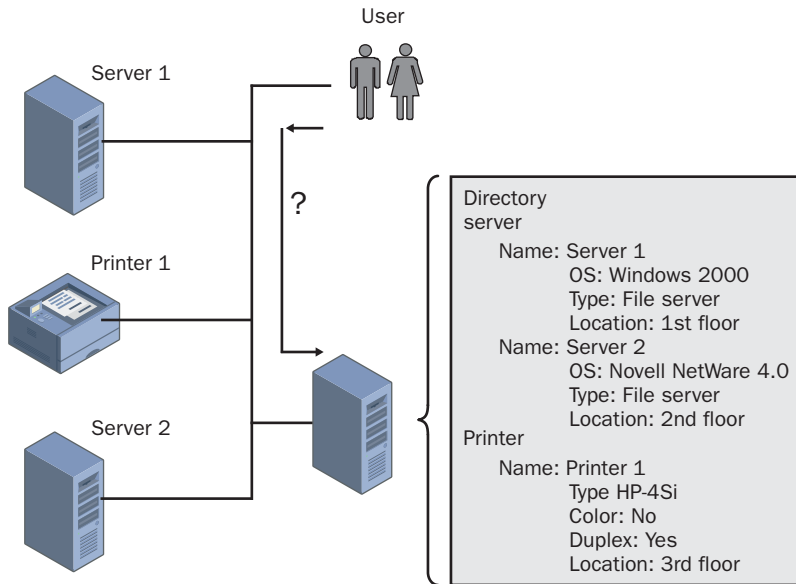 User
Server 1
?
Printer 1
Server 2
Directory
server
Name: Server 1
OS: Windows 2000
Type: File server
Location: 1st floor
Name: Server 2
OS: Novell NetWare 4.0
Type: File server
Location: 2nd floor
Printer
Name: Printer 1
Type HP-4Si
Color: No
Duplex: Yes
Location: 3rd floor